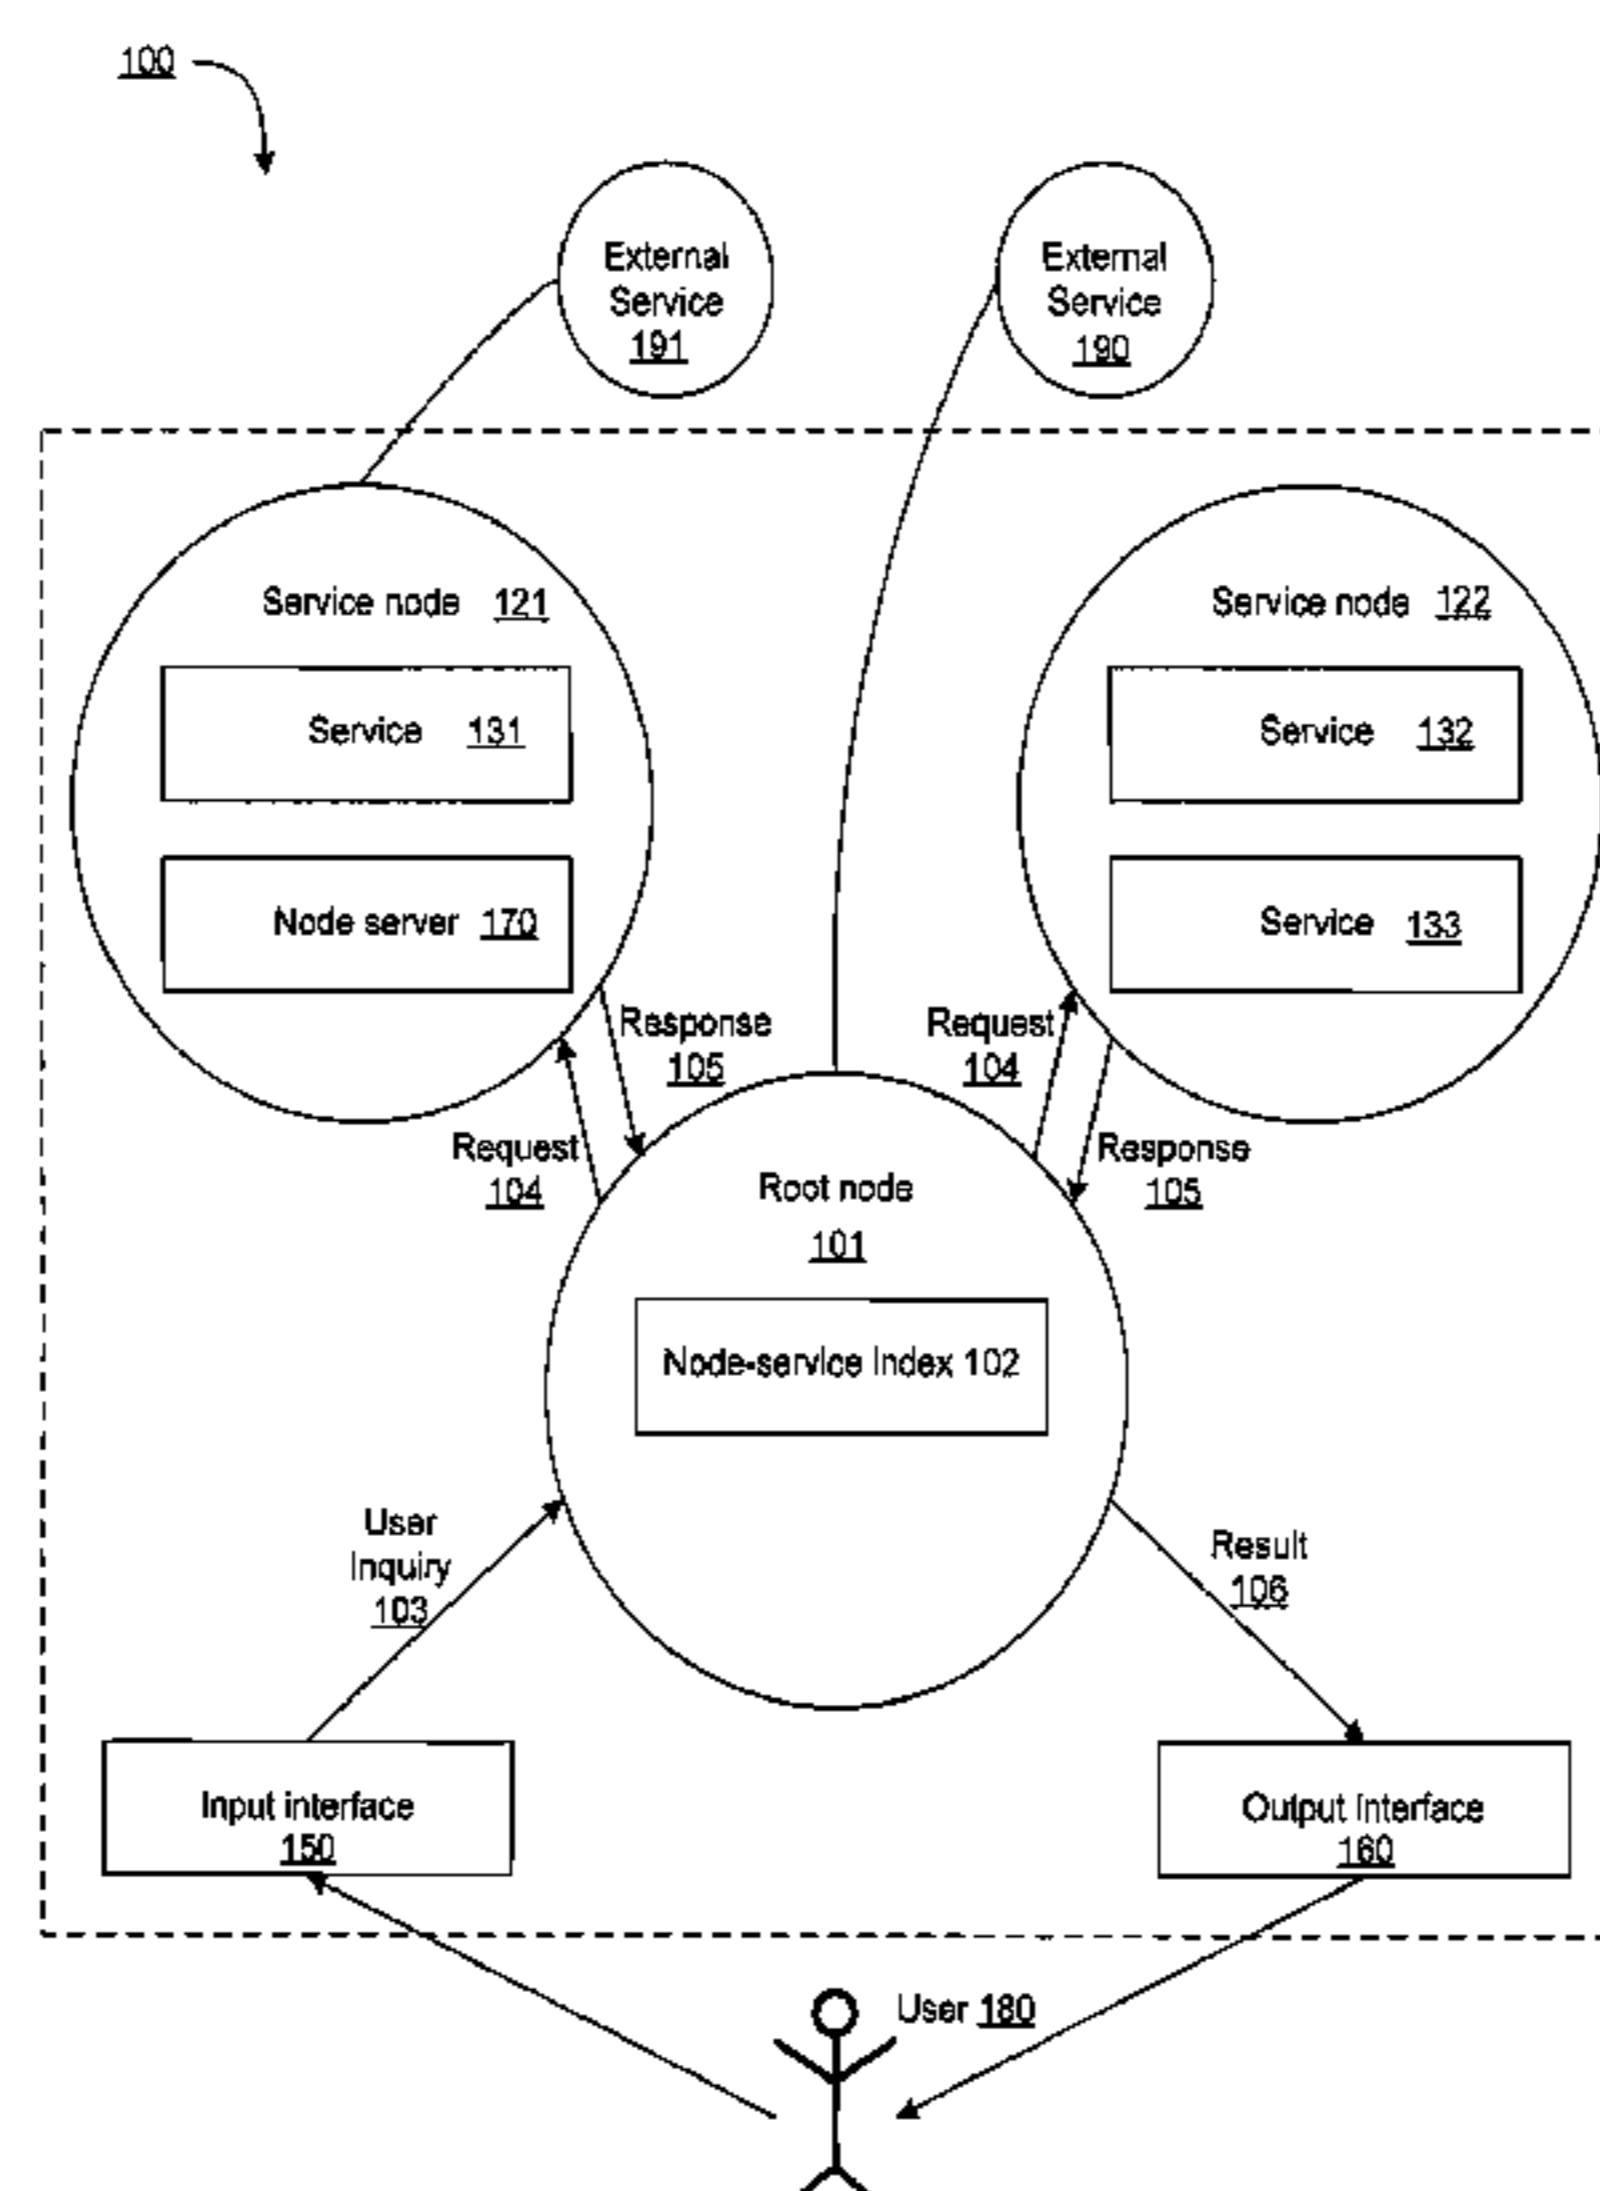 100
External
Service
191
External
Service
190
Service node 121
Service 131
Node server 170
Service node 122
Service 132
Service 133
Response
105
Request
104
Request
104
Response
105
Root node
101
Node-service Index 102
User
Inquiry
103
Result
106
Input interface
150
Output Interface
160
User 180